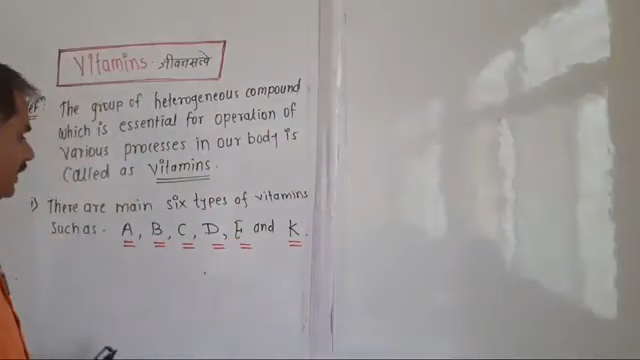 Vitamins. जीवनसत्वे
The group of heterogeneous compound
which is essential for operation of
various processes in our body is
called as vitamins.
i) There are main six types of vitamins
Such as - A, B, C, D, E and K.